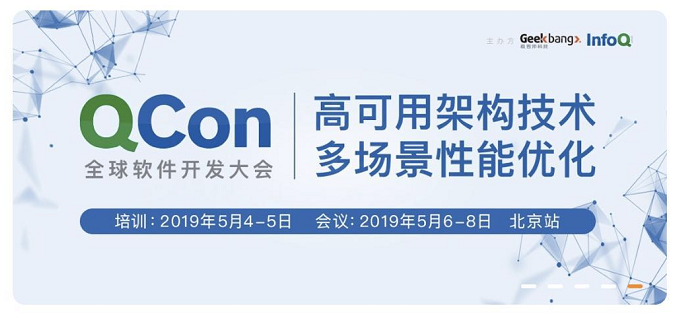 主办方 Geekbang>. InfoQ
极客邦科技
QCon
全球软件开发大会
高可用架构技术
多场景性能优化
培训：2019年5月4-5日 会议：2019年5月6-8日 北京站